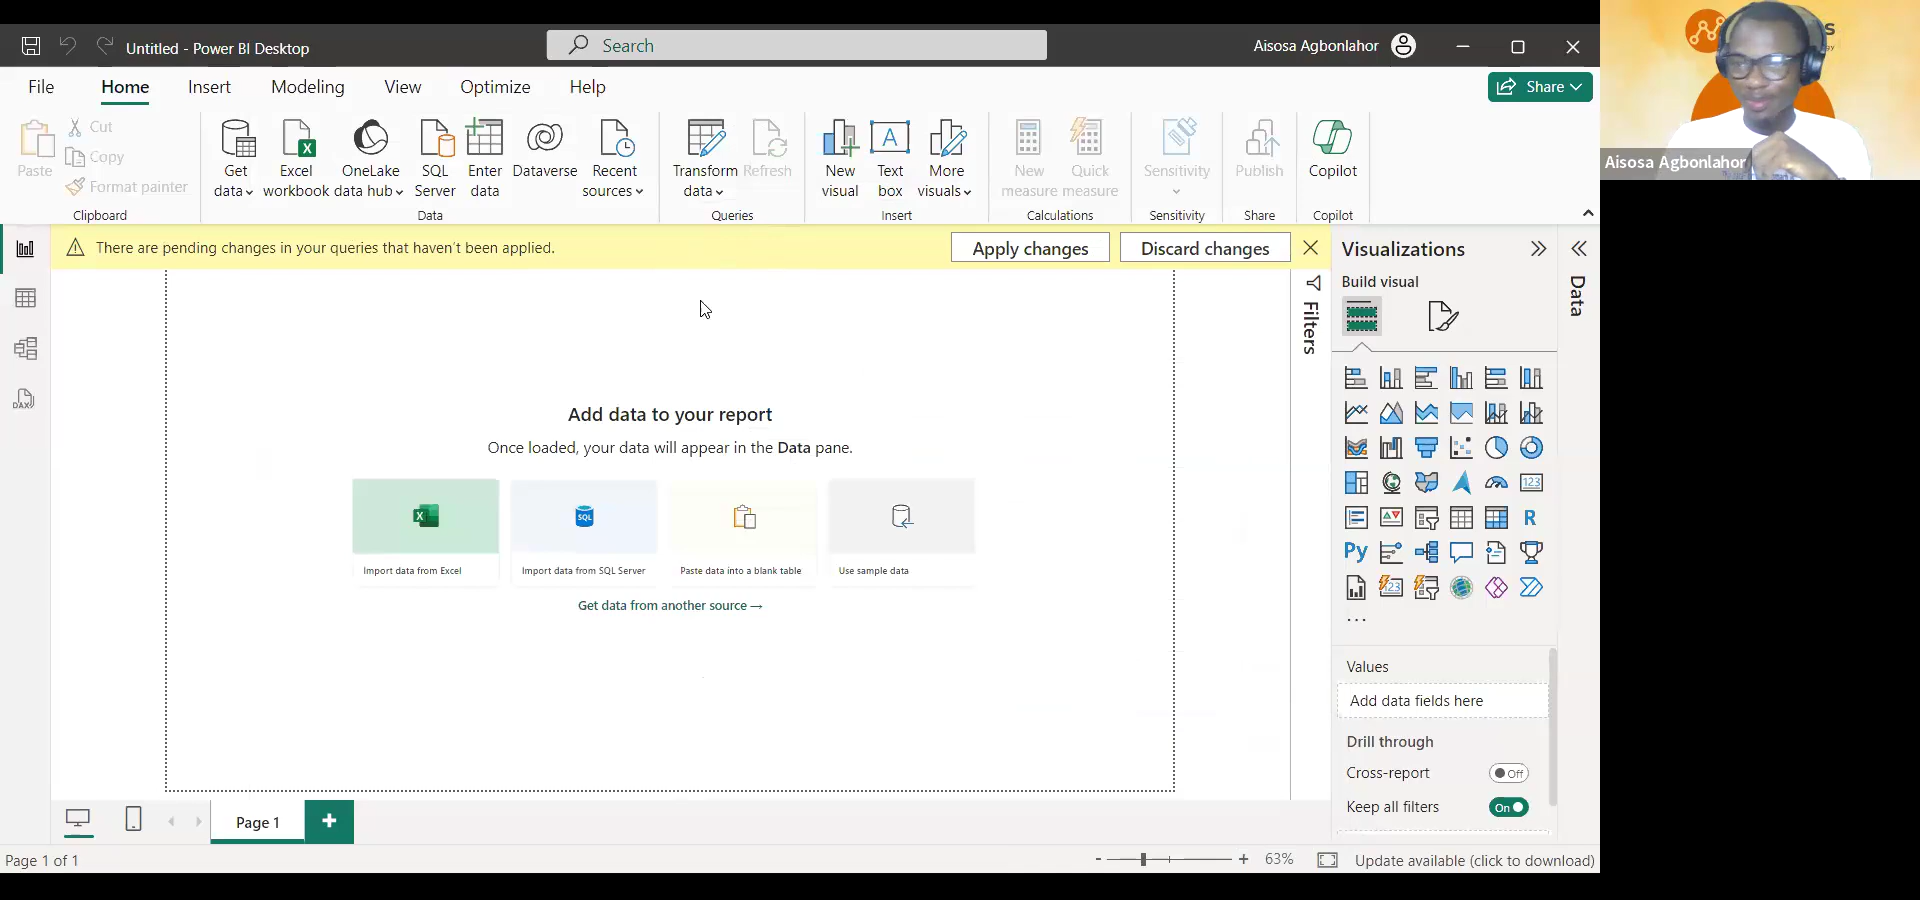 Untitled - Power BI Desktop
Search
Aisosa Agbonlahor
File Home Insert Modeling View Optimize Help
Share
Paste
Cut
Copy
Format painter
Clipboard
Get data
Excel workbook
OneLake data hub
SQL Server
Enter data
Dataverse
Recent sources
Data
Transform data
Refresh
Queries
New visual
Text box
More visuals
Insert
New measure
Quick measure
Calculations
Sensitivity
Sensitivity
Publish
Share
Copilot
Copilot
Aisosa Agbonlahor
There are pending changes in your queries that haven't been applied.
Apply changes
Discard changes
Filters
Visualizations
Build visual
Data
Add data to your report
Once loaded, your data will appear in the Data pane.
SQL
Import data from Excel
Import data from SQL Server
Paste data into a blank table
Use sample data
Get data from another source →
123
R
Py
123
...
Values
Add data fields here
Drill through
Cross-report
Off
Keep all filters
On
DAX
Page 1
Page 1 of 1
- + 63%
Update available (click to download)